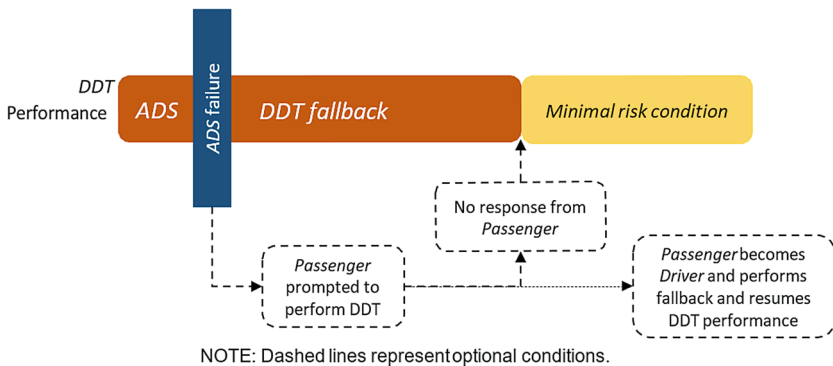 DDT
Performance
ADS
ADS failure
DDT fallback
Minimal risk condition
No response from
Passenger
Passenger
prompted to
perform DDT
Passenger becomes
Driver and performs
fallback and resumes
DDT performance
NOTE: Dashed lines represent optional conditions.